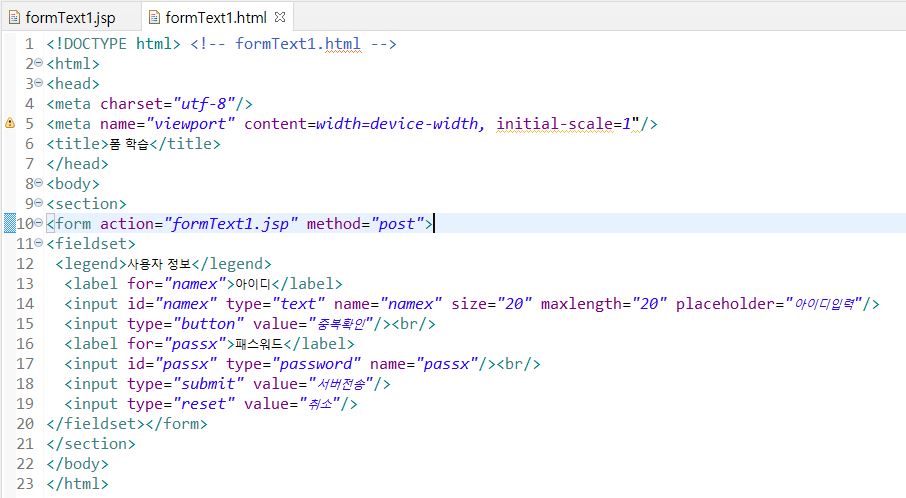 formText1.jsp formText1.html
1 <!DOCTYPE html> <!-- formText1.html -->
2 <html>
3 <head>
4 <meta charset="utf-8"/>
5 <meta name="viewport" content=width=device-width, initial-scale=1"/>
6 <title>폼 학습</title>
7 </head>
8 <body>
9 <section>
10 <form action="formText1.jsp" method="post">
11 <fieldset>
12 <legend>사용자 정보</legend>
13 <label for="namex">아이디</label>
14 <input id="namex" type="text" name="namex" size="20" maxlength="20" placeholder="아이디입력"/>
15 <input type="button" value="중복확인"/><br/>
16 <label for="passx">패스워드</label>
17 <input id="passx" type="password" name="passx"/><br/>
18 <input type="submit" value="서버전송"/>
19 <input type="reset" value="취소"/>
20 </fieldset></form>
21 </section>
22 </body>
23 </html>